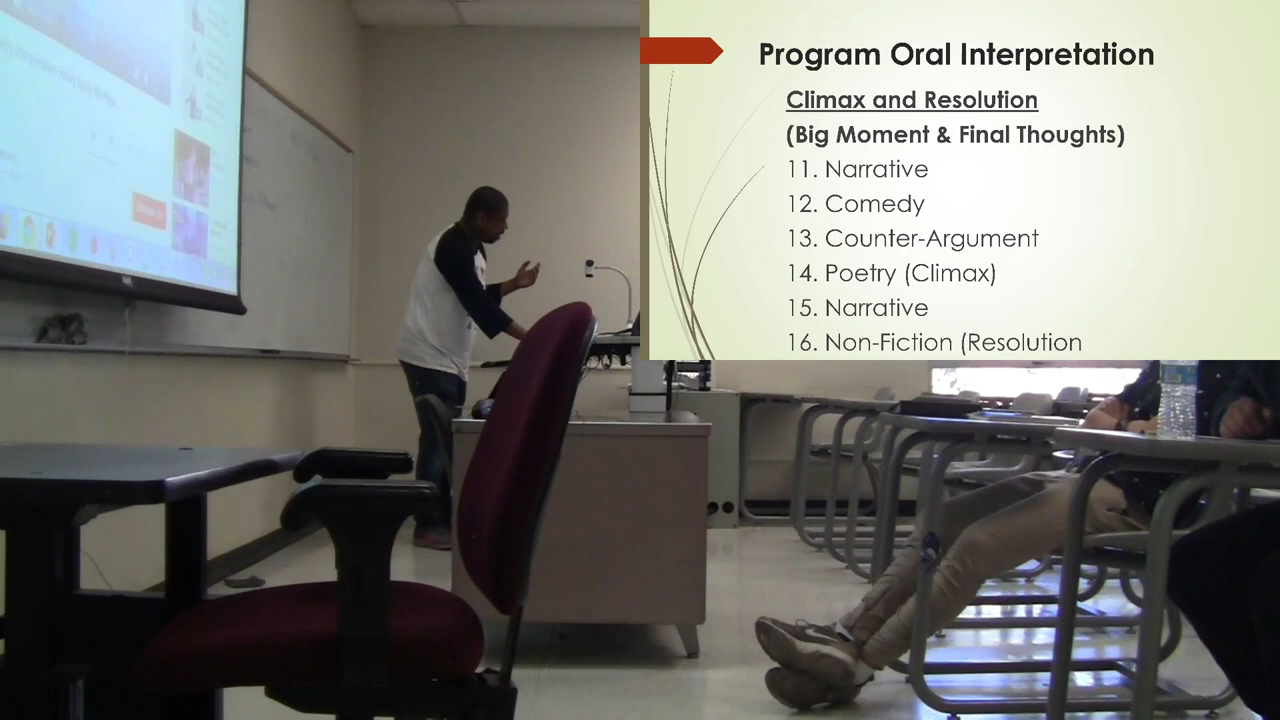 Program Oral Interpretation
Climax and Resolution
(Big Moment & Final Thoughts)
11. Narrative
12. Comedy
13. Counter-Argument
14. Poetry (Climax)
15. Narrative
16. Non-Fiction (Resolution